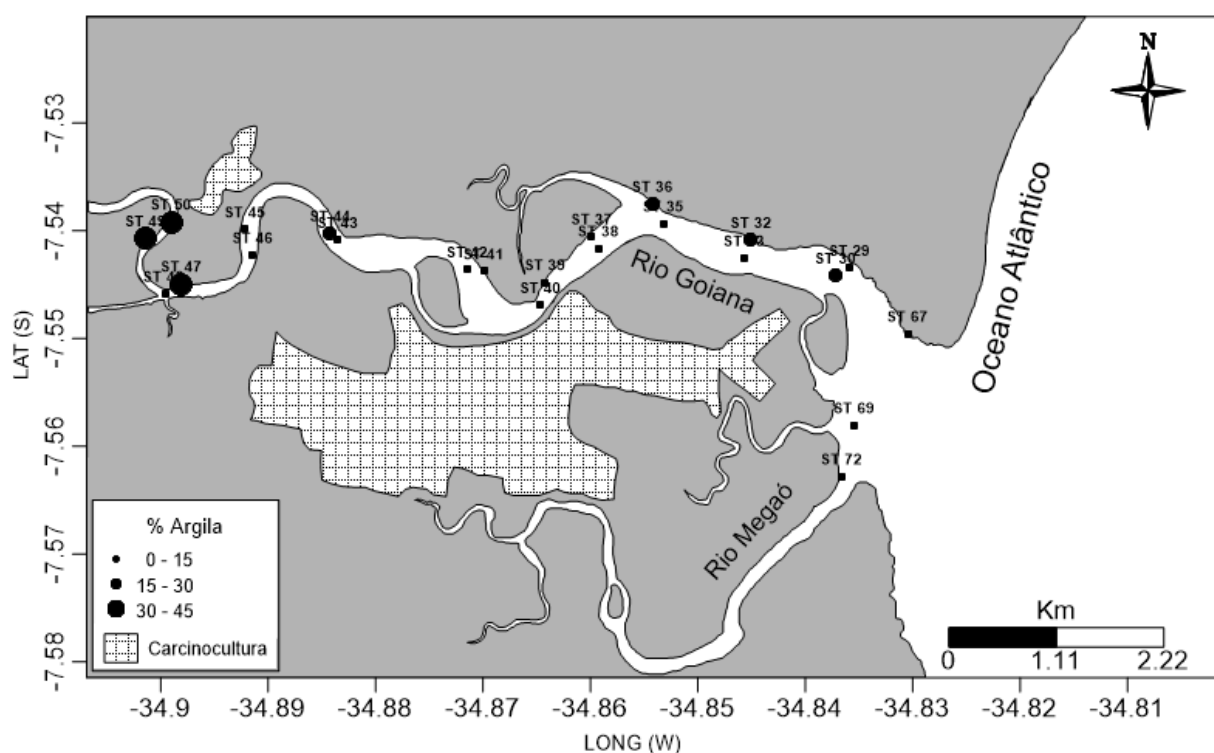 N
-7.53
-7.54
-7.55
-7.56
-7.57
-7.58
LAT (S)
ST 36
35
ST 50
ST 49
ST 45
ST 44
43
ST 37
ST 32
ST 46
ST 38
ST 29
ST 30
ST 47
41
ST 39
ST 40
Rio Goiana
Oceano Atlântico
ST 67
ST 69
ST 72
Rio Megaó
% Argila
0 - 15
15 - 30
30 - 45
Carcinocultura
Km
0 1.11 2.22
-34.9 -34.89 -34.88 -34.87 -34.86 -34.85 -34.84 -34.83 -34.82 -34.81
LONG (W)